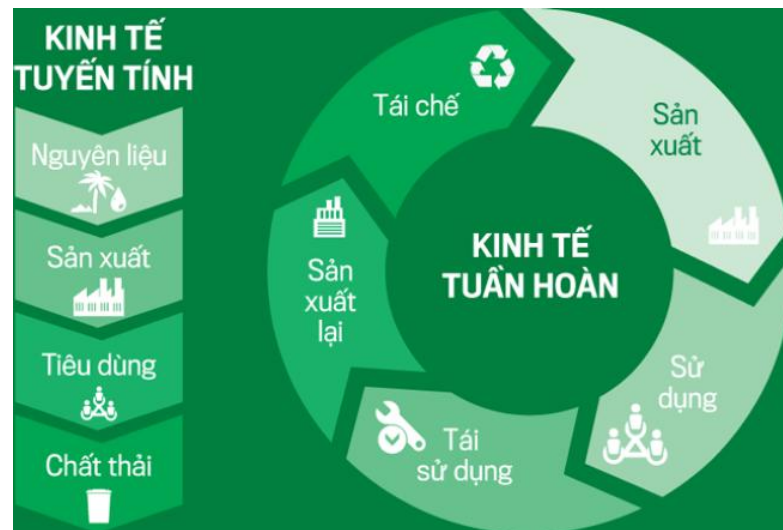 KINH TẾ
TUYẾN TÍNH
Nguyên liệu
Sản xuất
Tiêu dùng
Chất thải
KINH TẾ
TUẦN HOÀN
Sản
xuất
Sử
dụng
Tái
sử dụng
Sản
xuất
lại
Tái chế